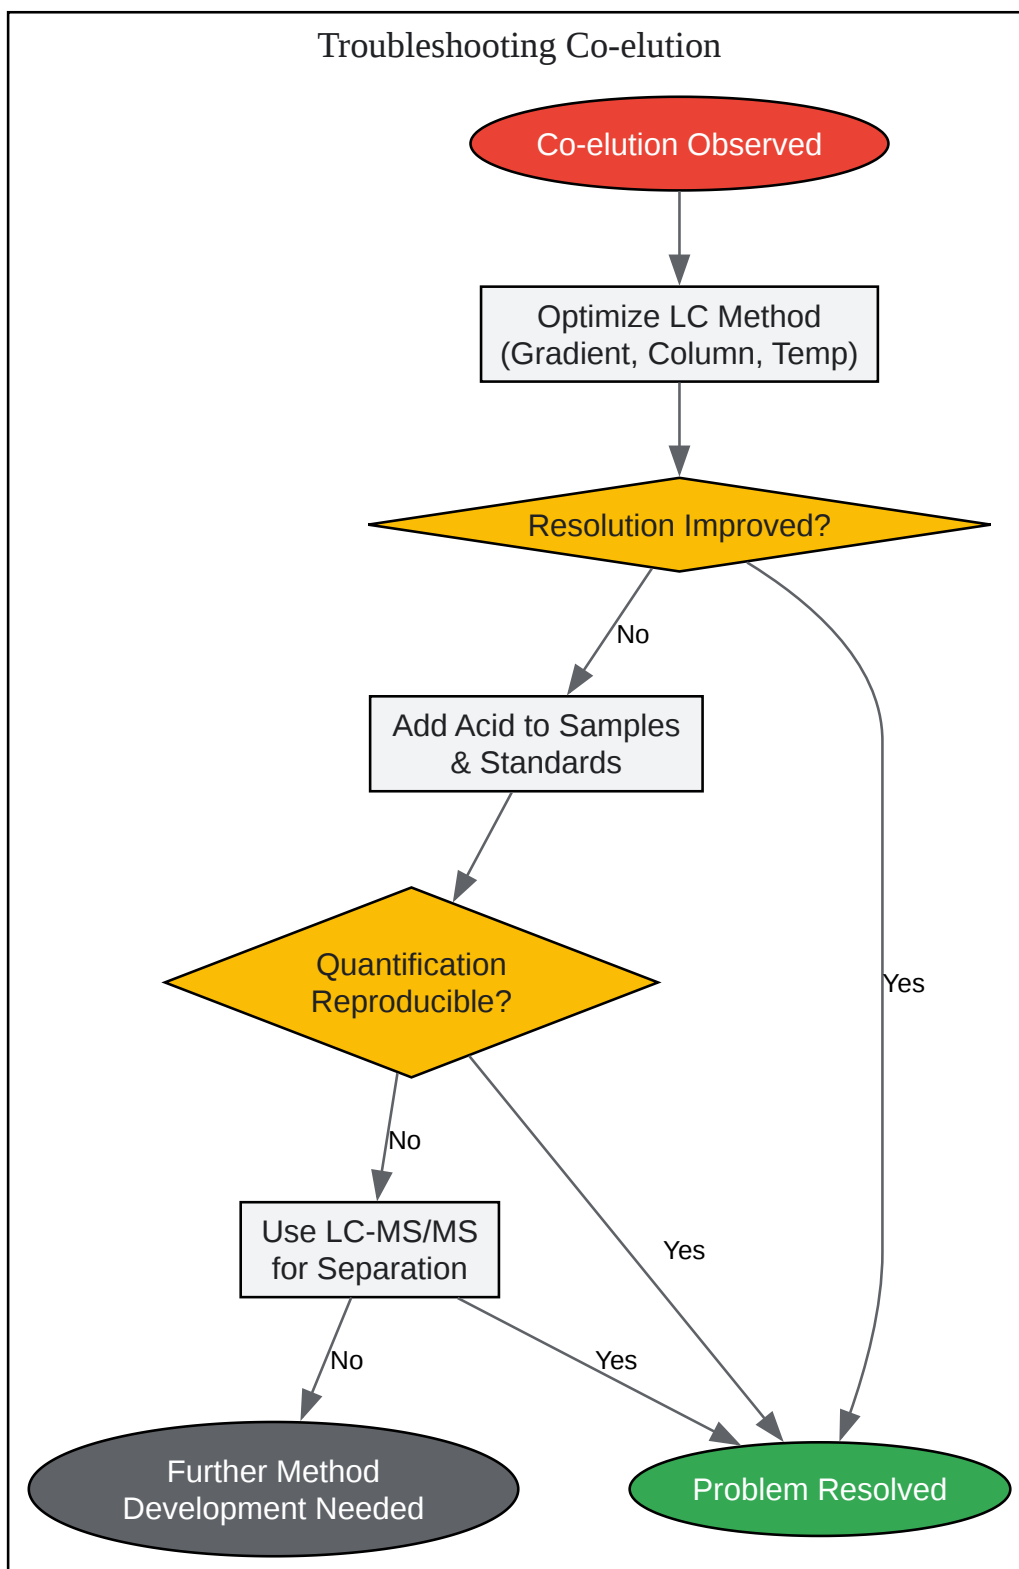 Troubleshooting Co-elution
Co-elution Observed
Optimize LC Method
(Gradient, Column, Temp)
Resolution Improved?
No
Add Acid to Samples
& Standards
Quantification
Reproducible?
Yes
No
Use LC-MS/MS
for Separation
Yes
No
Yes
Further Method
Development Needed
Problem Resolved